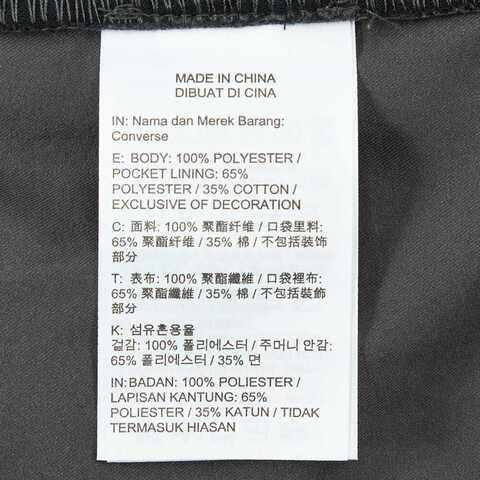 MADE IN CHINA
DIBUAT DI CINA
IN: Nama dan Merek Barang:
Converse
E: BODY: 100% POLYESTER /
POCKET LINING: 65%
POLYESTER / 35% COTTON /
EXCLUSIVE OF DECORATION
C: 面料: 100% 聚酯纤维 / 口袋里料:
65% 聚酯纤维 / 35% 棉 / 不包括装饰
部分
T: 表布: 100% 聚酯纖維 / 口袋裡布:
65% 聚酯纖維 / 35% 棉 / 不包括裝飾
部分
K: 섬유혼용율
겉감: 100% 폴리에스터 / 주머니 안감:
65% 폴리에스터 / 35% 면
IN: BADAN: 100% POLIESTER /
LAPISAN KANTUNG: 65%
POLIESTER / 35% KATUN / TIDAK
TERMASUK HIASAN